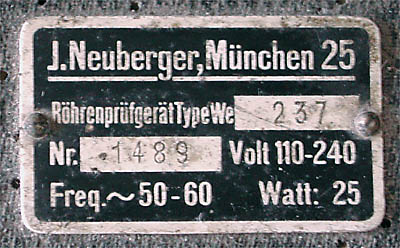 J. Neuberger, München 25
Röhrenprüfgerät Type We 237
Nr. 1489 Volt 110-240
Freq. ~ 50-60 Watt: 25